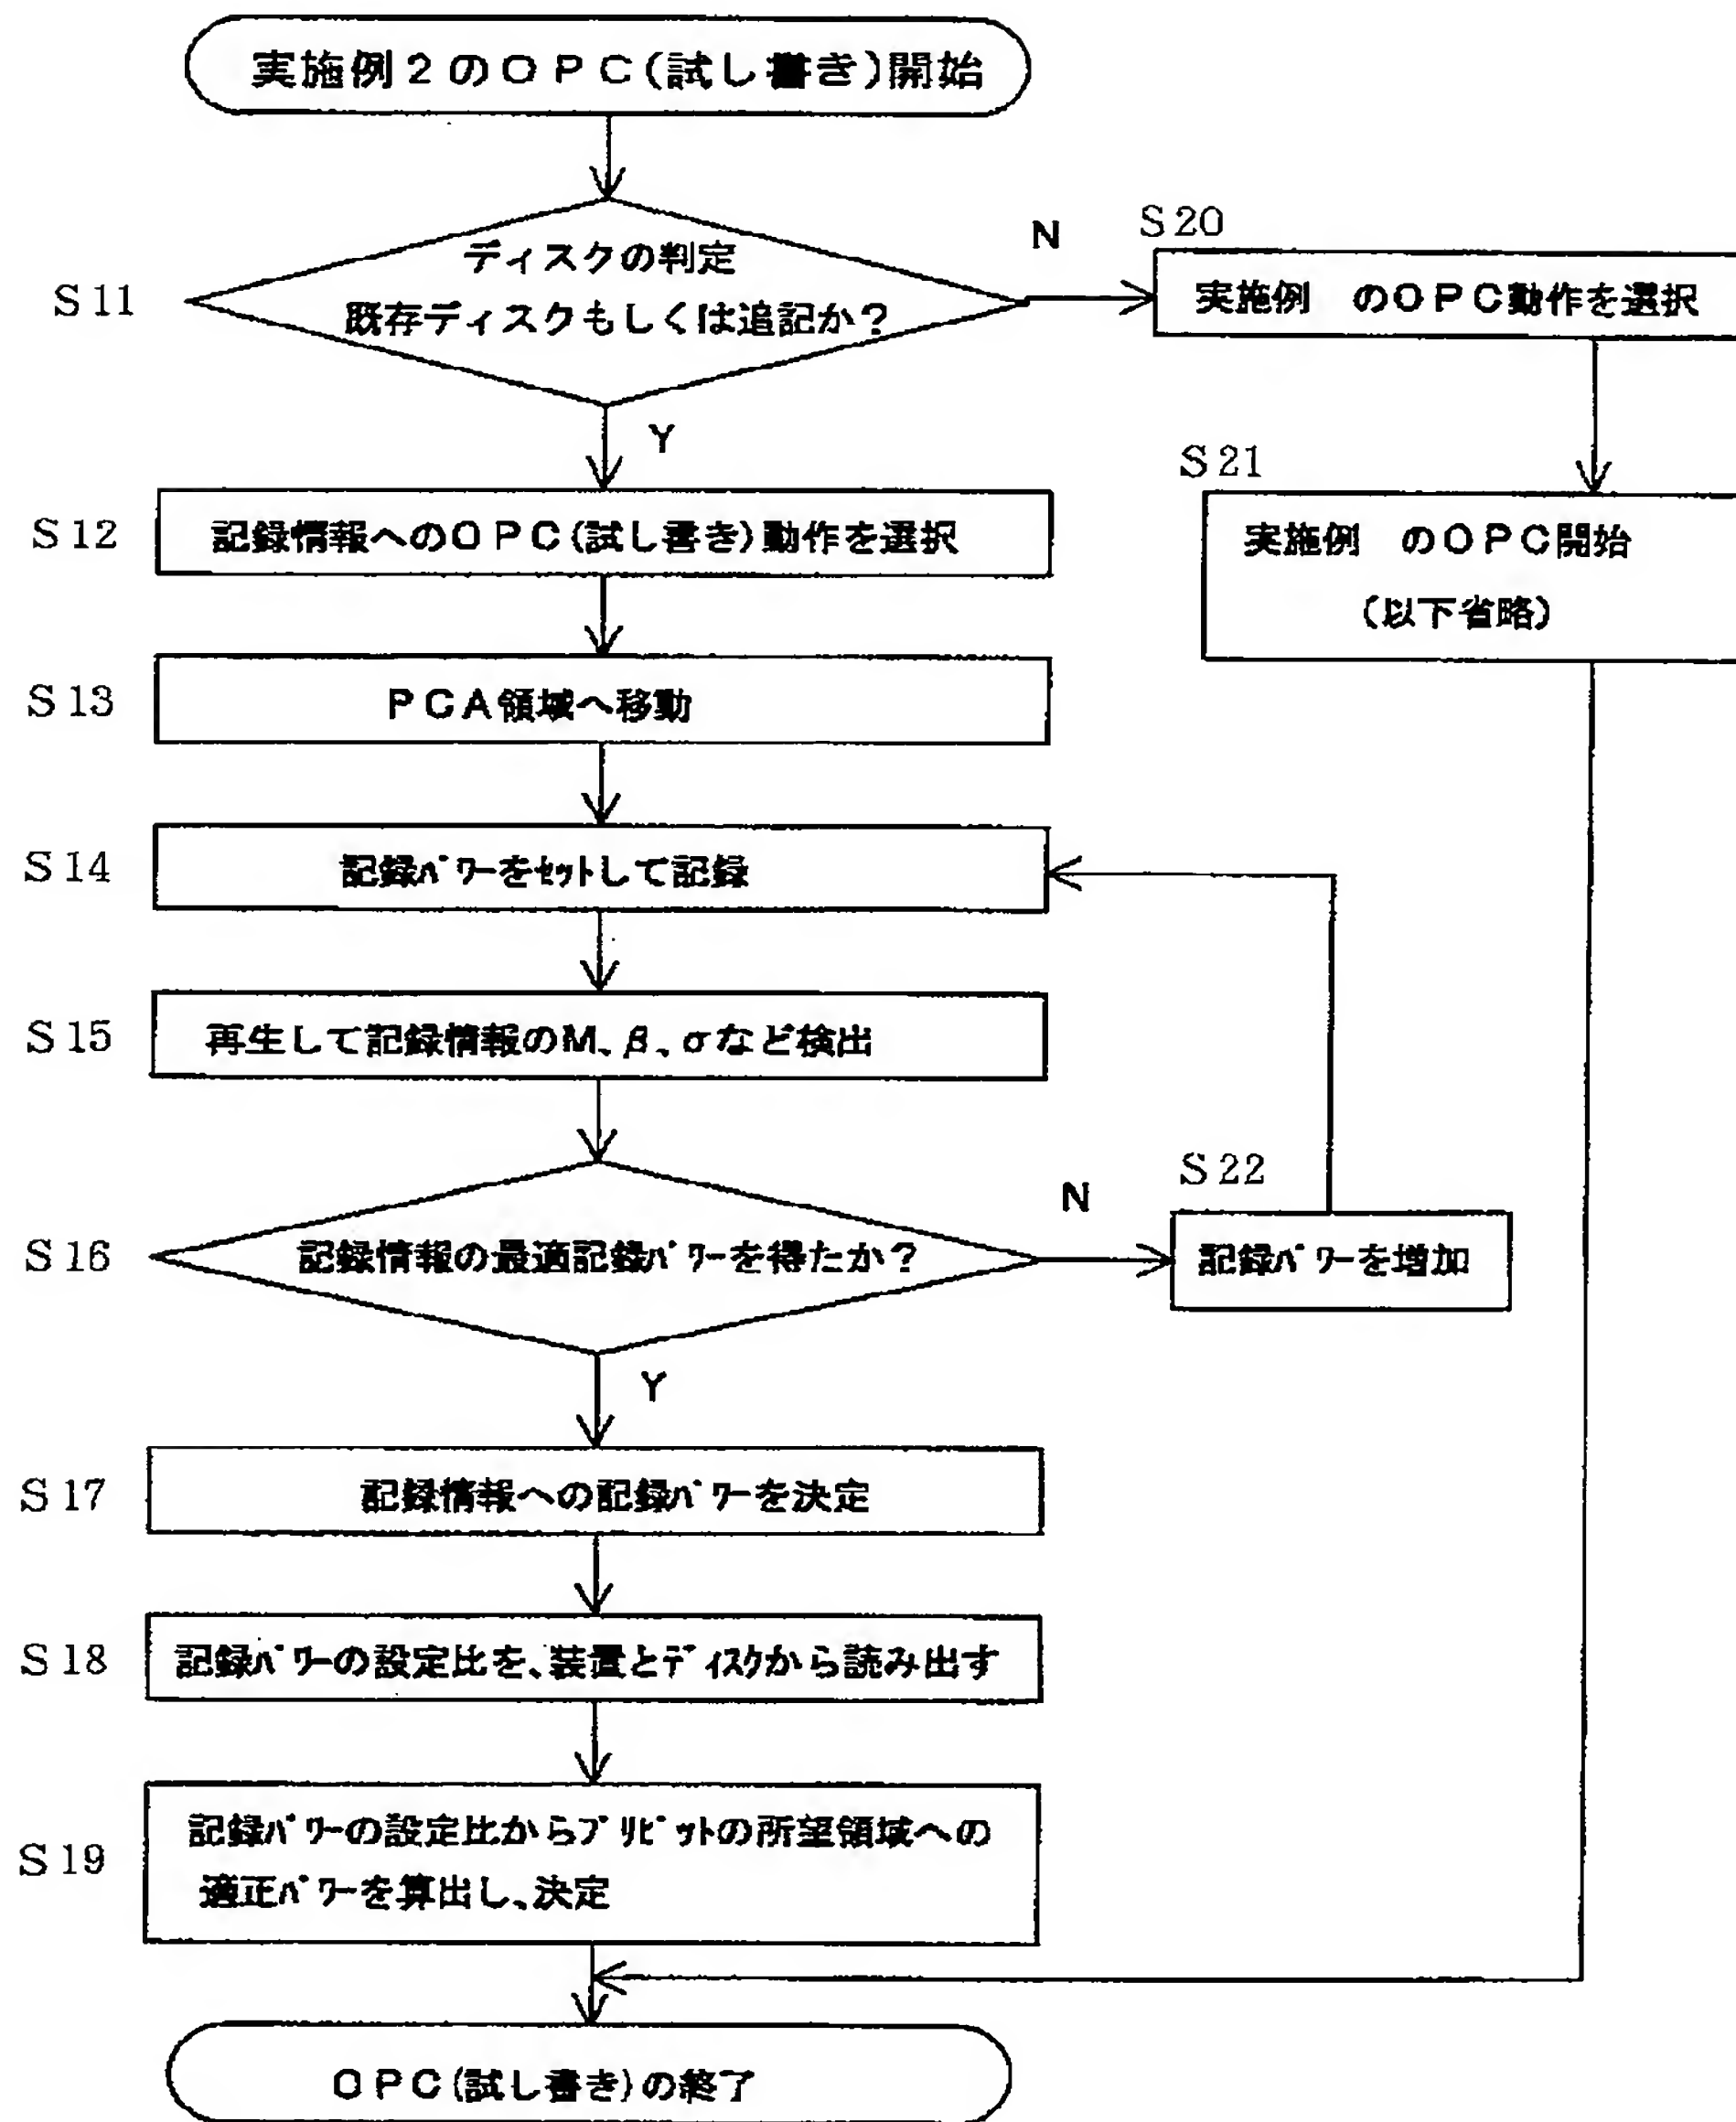 実施例2のOPC(試し書き)開始
S11
ディスクの判定
既存ディスクもしくは追記か？
N
Y
S20
実施例　のOPC動作を選択
S21
実施例　のOPC開始
(以下省略)
S12
記録情報へのOPC(試し書き)動作を選択
S13
PCA領域へ移動
S14
記録ﾊﾟﾜｰをｾｯﾄして記録
S15
再生して記録情報のM、β、σなど検出
S16
記録情報の最適記録ﾊﾟﾜｰを得たか？
N
Y
S22
記録ﾊﾟﾜｰを増加
S17
記録情報への記録ﾊﾟﾜｰを決定
S18
記録ﾊﾟﾜｰの設定比を、装置とﾃﾞｨｽｸから読み出す
S19
記録ﾊﾟﾜｰの設定比からﾌﾟﾘﾋﾟｯﾄの所望領域への
適正ﾊﾟﾜｰを算出し、決定
OPC(試し書き)の終了